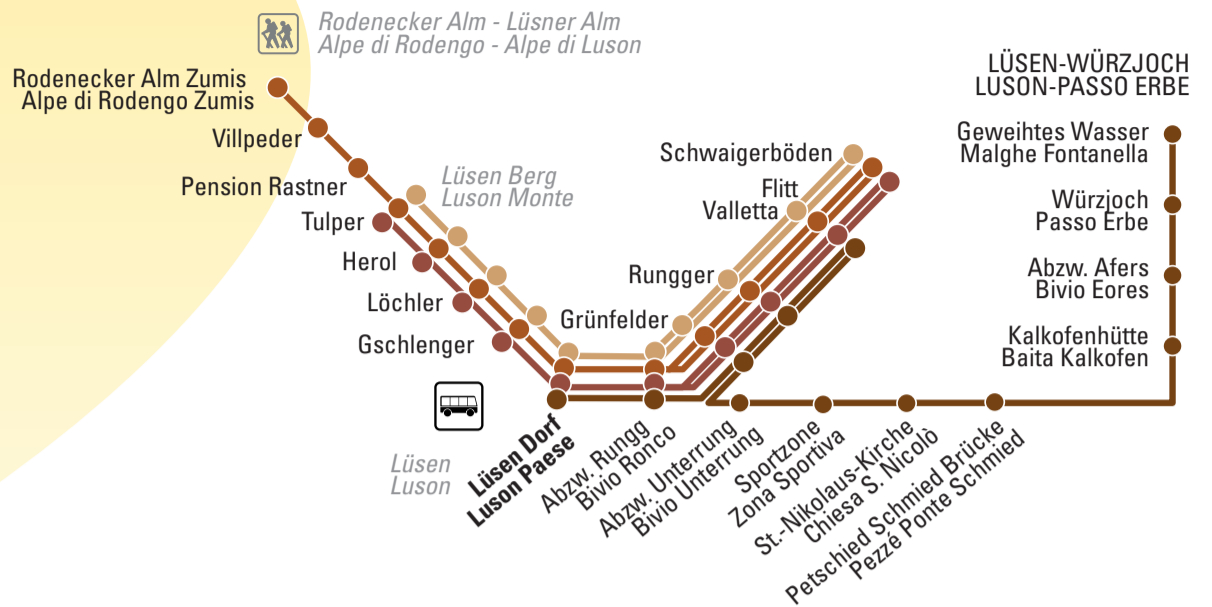 Rodenecker Alm - Lüsner Alm
Alpe di Rodengo - Alpe di Luson
Rodenecker Alm Zumis
Alpe di Rodengo Zumis
Villpeder
Pension Rastner
Tulper
Herol
Löchler
Gschlenger
Lüsen Berg
Luson Monte
Schwaigerböden
Flitt
Valletta
Rungger
Grünfelder
LÜSEN-WÜRZJOCH
LUSON-PASSO ERBE
Geweihtes Wasser
Malghe Fontanella
Würzjoch
Passo Erbe
Abzw. Afers
Bivio Eores
Kalkofenhütte
Baita Kalkofen
Lüsen
Luson
Lüsen Dorf
Luson Paese
Abzw. Rungg
Bivio Ronco
Abzw. Unterrung
Bivio Unterrung
Sportzone
Zona Sportiva
St.-Nikolaus-Kirche
Chiesa S. Nicolò
Petschied Schmied Brücke
Pezzé Ponte Schmied